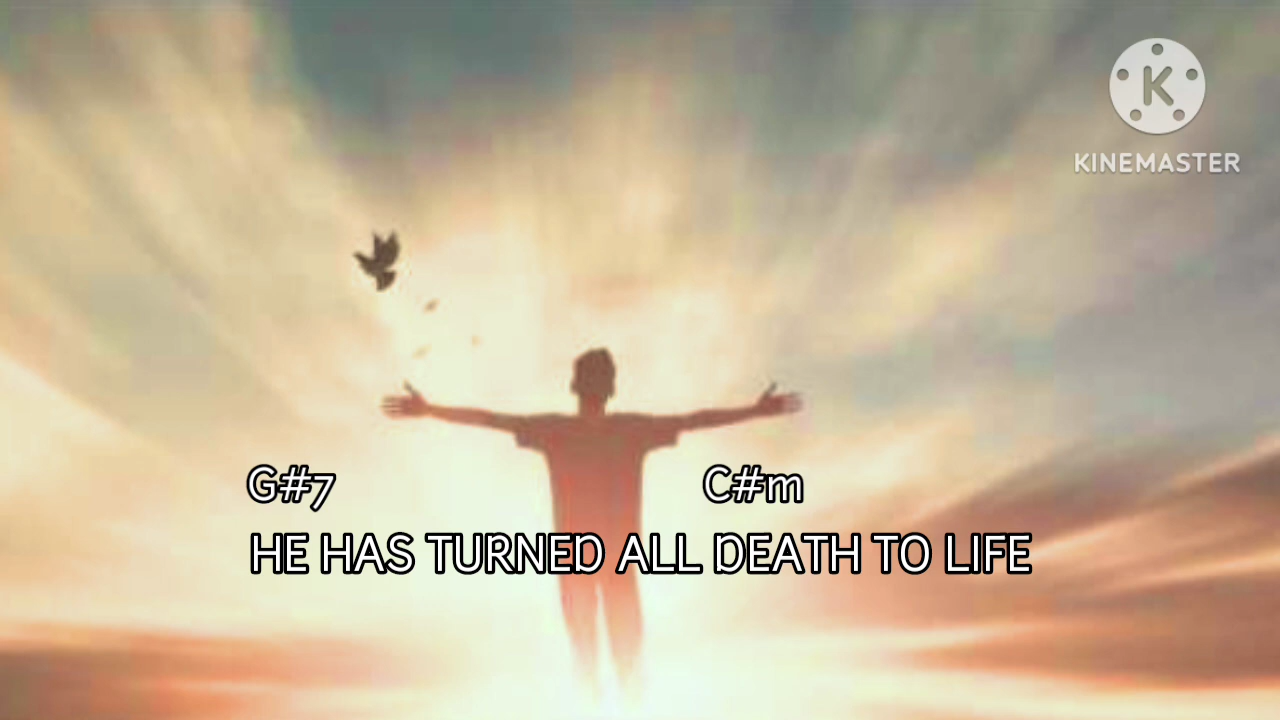 K
KINEMASTER
G#7 C#m
HE HAS TURNED ALL DEATH TO LIFE